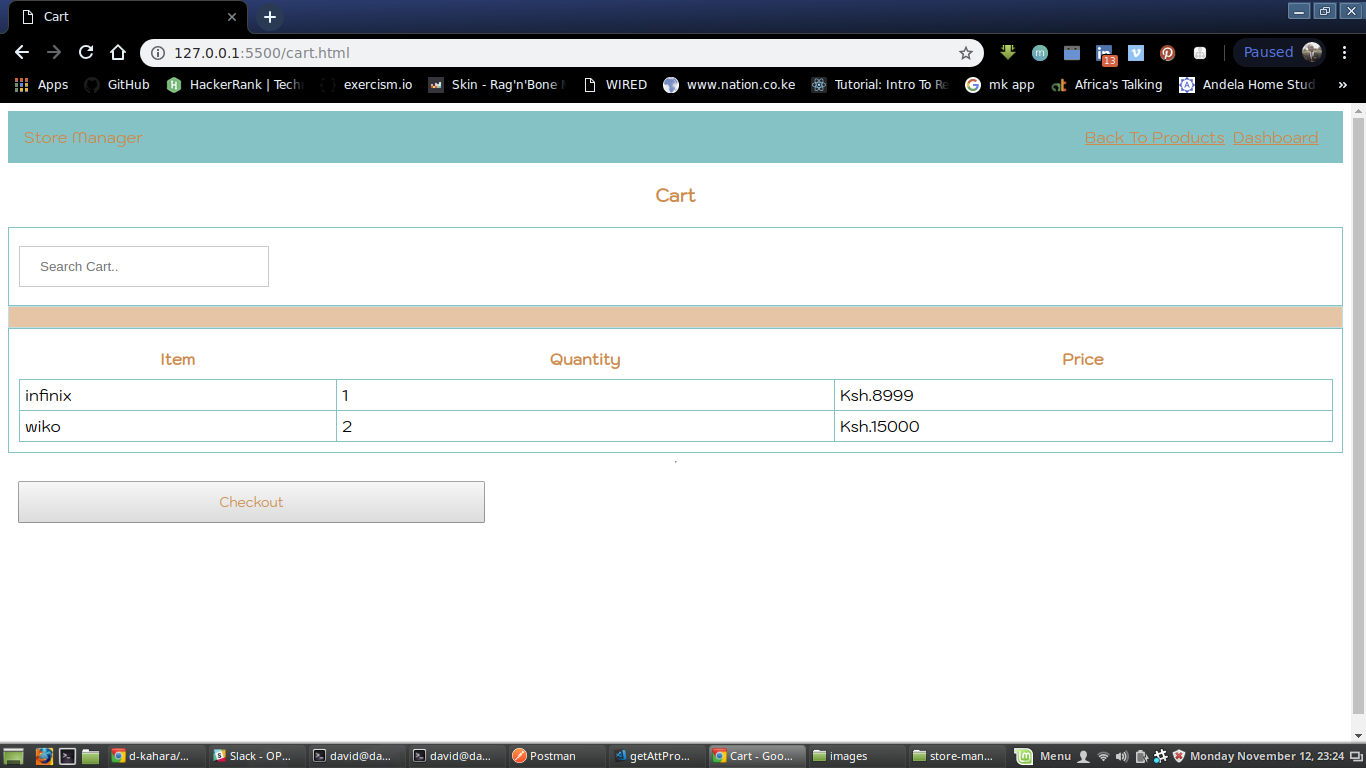 Cart
127.0.0.1:5500/cart.html
Paused
13
Apps GitHub HackerRank | Tech exercism.io Skin - Rag'n'Bone WIRED www.nation.co.ke Tutorial: Intro To Re mk app Africa's Talking Andela Home Stud »
Store Manager Back To Products Dashboard
Cart
Search Cart..
Item Quantity Price
infinix 1 Ksh.8999
wiko 2 Ksh.15000
Checkout
d-kahara/... Slack - OP... david@da... david@da... Postman getAttPro... Cart - Goo... images store-man... Menu Monday November 12, 23:24